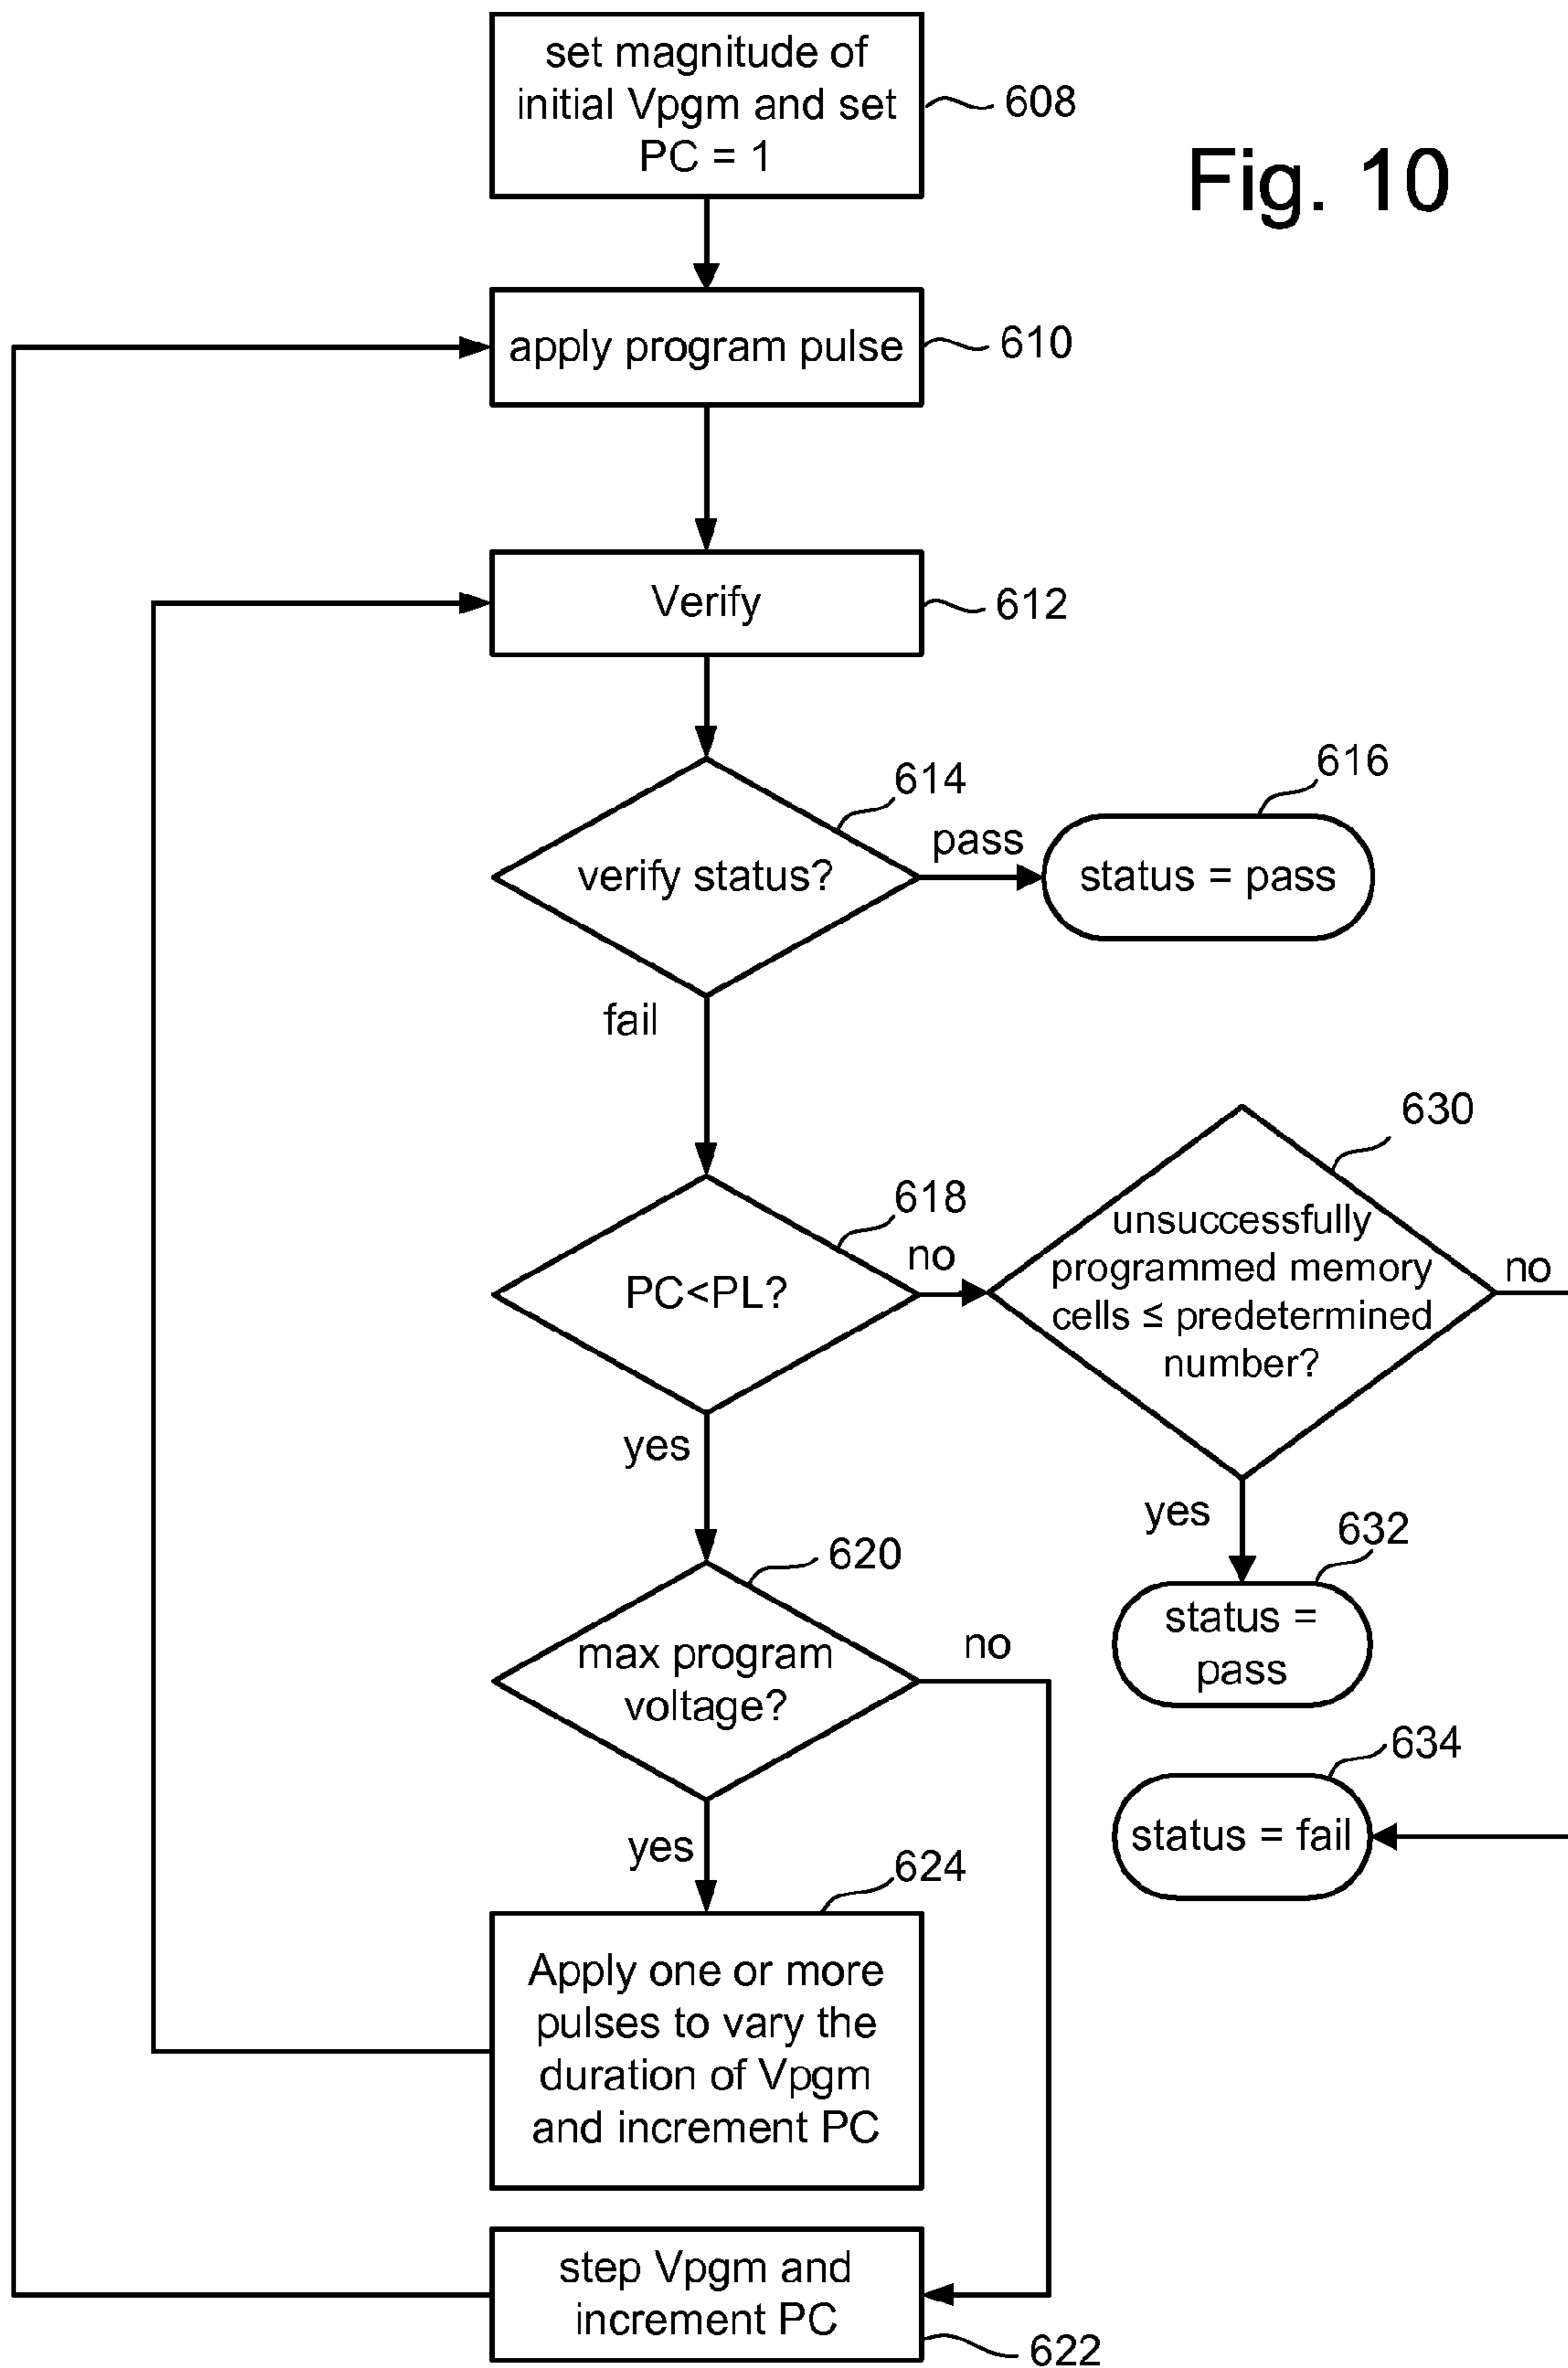 set magnitude of
initial Vpgm and set
PC = 1
608
Fig. 10
apply program pulse
610
Verify
612
614
verify status?
pass
616
status = pass
fail
618
PC<PL?
no
630
unsuccessfully
programmed memory
cells ≤ predetermined
number?
no
yes
yes
632
status =
pass
620
max program
voltage?
no
634
status = fail
yes
624
Apply one or more
pulses to vary the
duration of Vpgm
and increment PC
step Vpgm and
increment PC
622